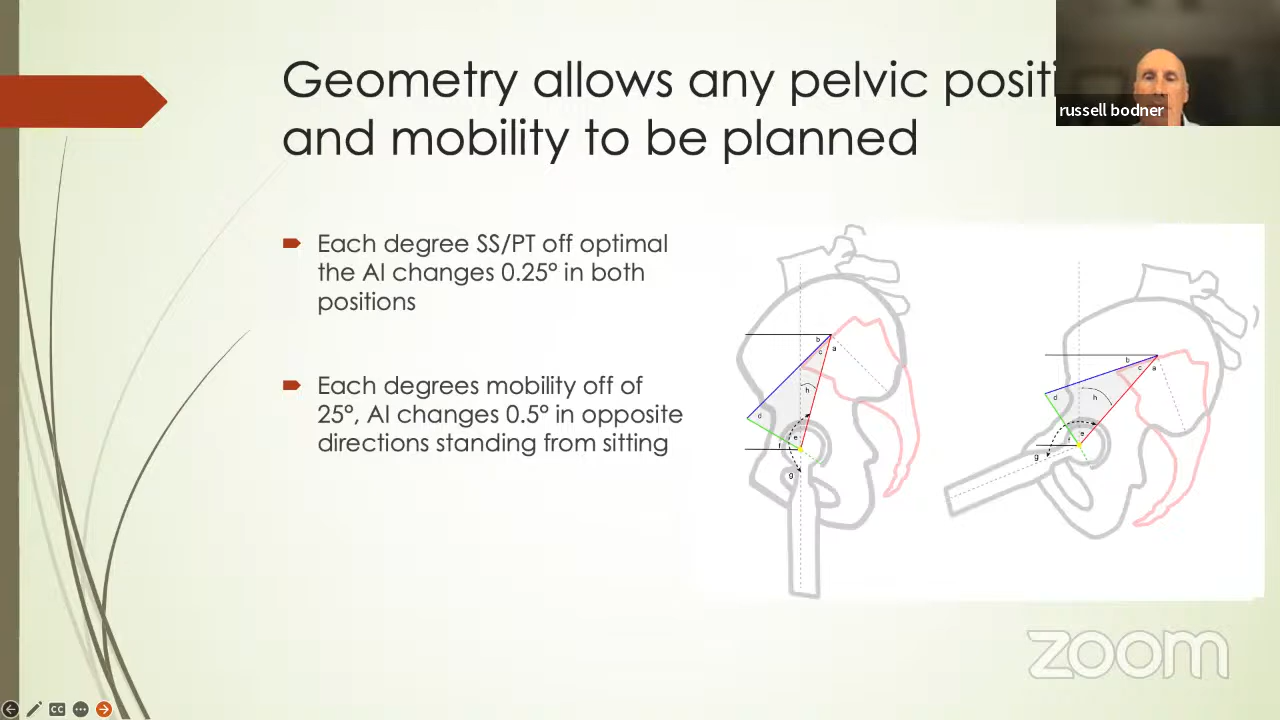 Geometry allows any pelvic positi
and mobility to be planned
russell bodner
Each degree SS/PT off optimal
the AI changes 0.25° in both
positions
Each degrees mobility off of
25°, AI changes 0.5° in opposite
directions standing from sitting
b
c
a
h
d
e
f
g
b
c
a
d
h
e
f
g
zoom
CC